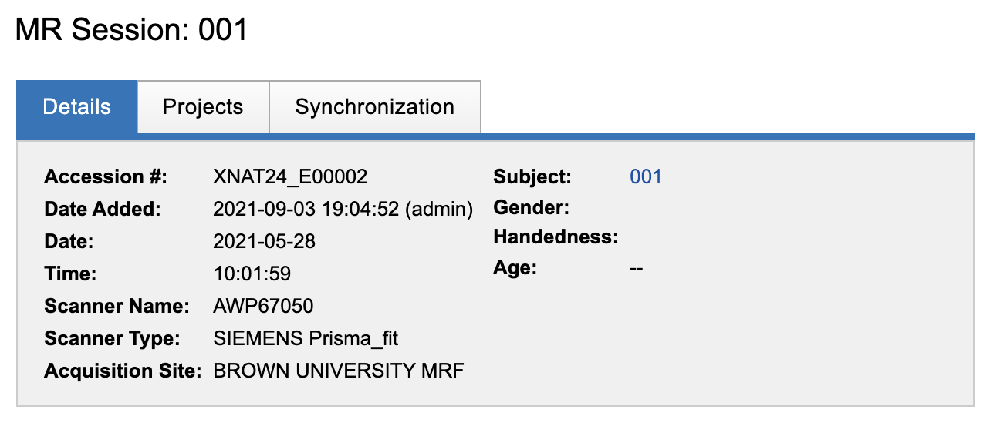 MR Session: 001
Details Projects Synchronization
Accession #: XNAT24_E00002
Date Added: 2021-09-03 19:04:52 (admin)
Date: 2021-05-28
Time: 10:01:59
Scanner Name: AWP67050
Scanner Type: SIEMENS Prisma_fit
Acquisition Site: BROWN UNIVERSITY MRF
Subject: 001
Gender:
Handedness:
Age: --